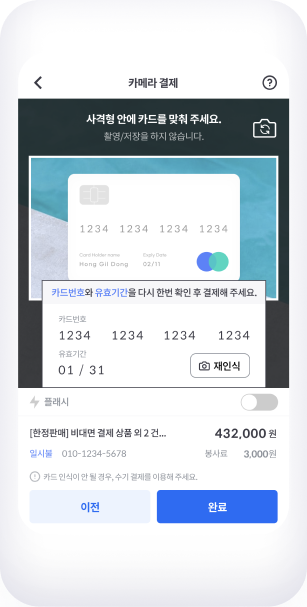 카메라 결제
사격형 안에 카드를 맞춰 주세요.
촬영/저장을 하지 않습니다.
1234 1234 1234 1234
Card Holder name Expiry Date
Hong Gil Dong 02/11
카드번호와 유효기간을 다시 한번 확인 후 결제해 주세요.
카드번호
1234 1234 1234 1234
유효기간
01 / 31
재인식
플래시
[한정판매] 비대면 결제 상품 외 2 건... 432,000 원
일시불 010-1234-5678 봉사료 3,000원
카드 인식이 안 될 경우, 수기 결제를 이용해 주세요.
이전 완료